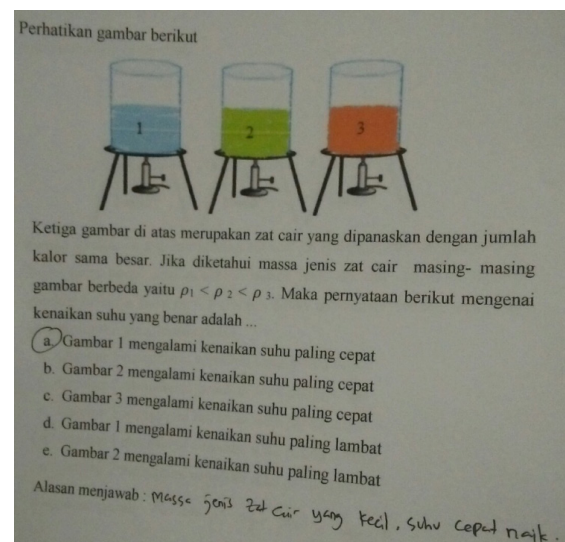 Perhatikan gambar berikut
1 2 3
Ketiga gambar di atas merupakan zat cair yang dipanaskan dengan jumlah
kalor sama besar. Jika diketahui massa jenis zat cair masing- masing
gambar berbeda yaitu ρ₁ < ρ ₂ < ρ ₃. Maka pernyataan berikut mengenai
kenaikan suhu yang benar adalah ...
a. Gambar 1 mengalami kenaikan suhu paling cepat
b. Gambar 2 mengalami kenaikan suhu paling cepat
c. Gambar 3 mengalami kenaikan suhu paling cepat
d. Gambar 1 mengalami kenaikan suhu paling lambat
e. Gambar 2 mengalami kenaikan suhu paling lambat
Alasan menjawab : Massa jenis zat cair yang kecil, suhu cepat naik.